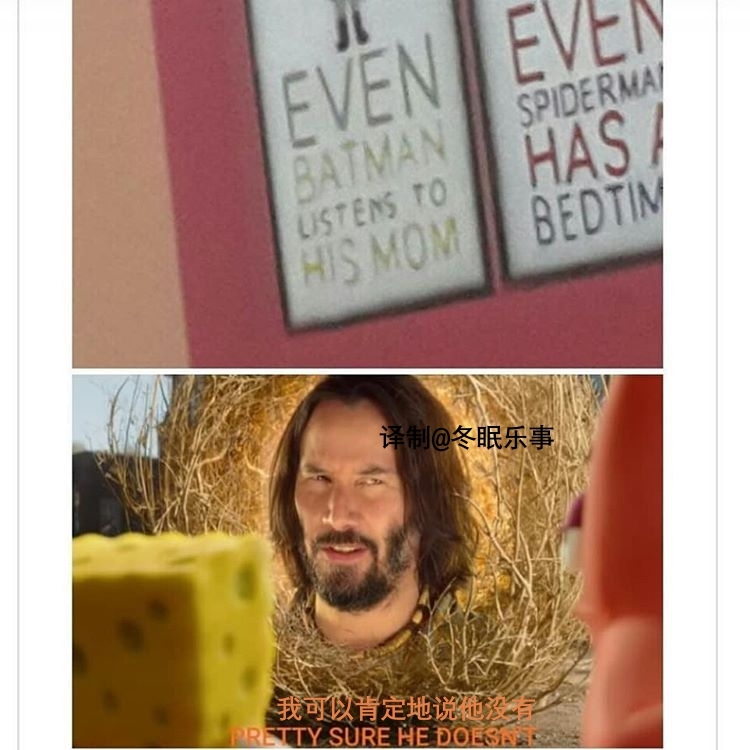 EVEN
BATMAN
LISTENS TO
HIS MOM
EVEN
SPIDERMA
HAS A
BEDTIM
译制@冬眠乐事
我可以肯定地说他没有
PRETTY SURE HE DOESN'T